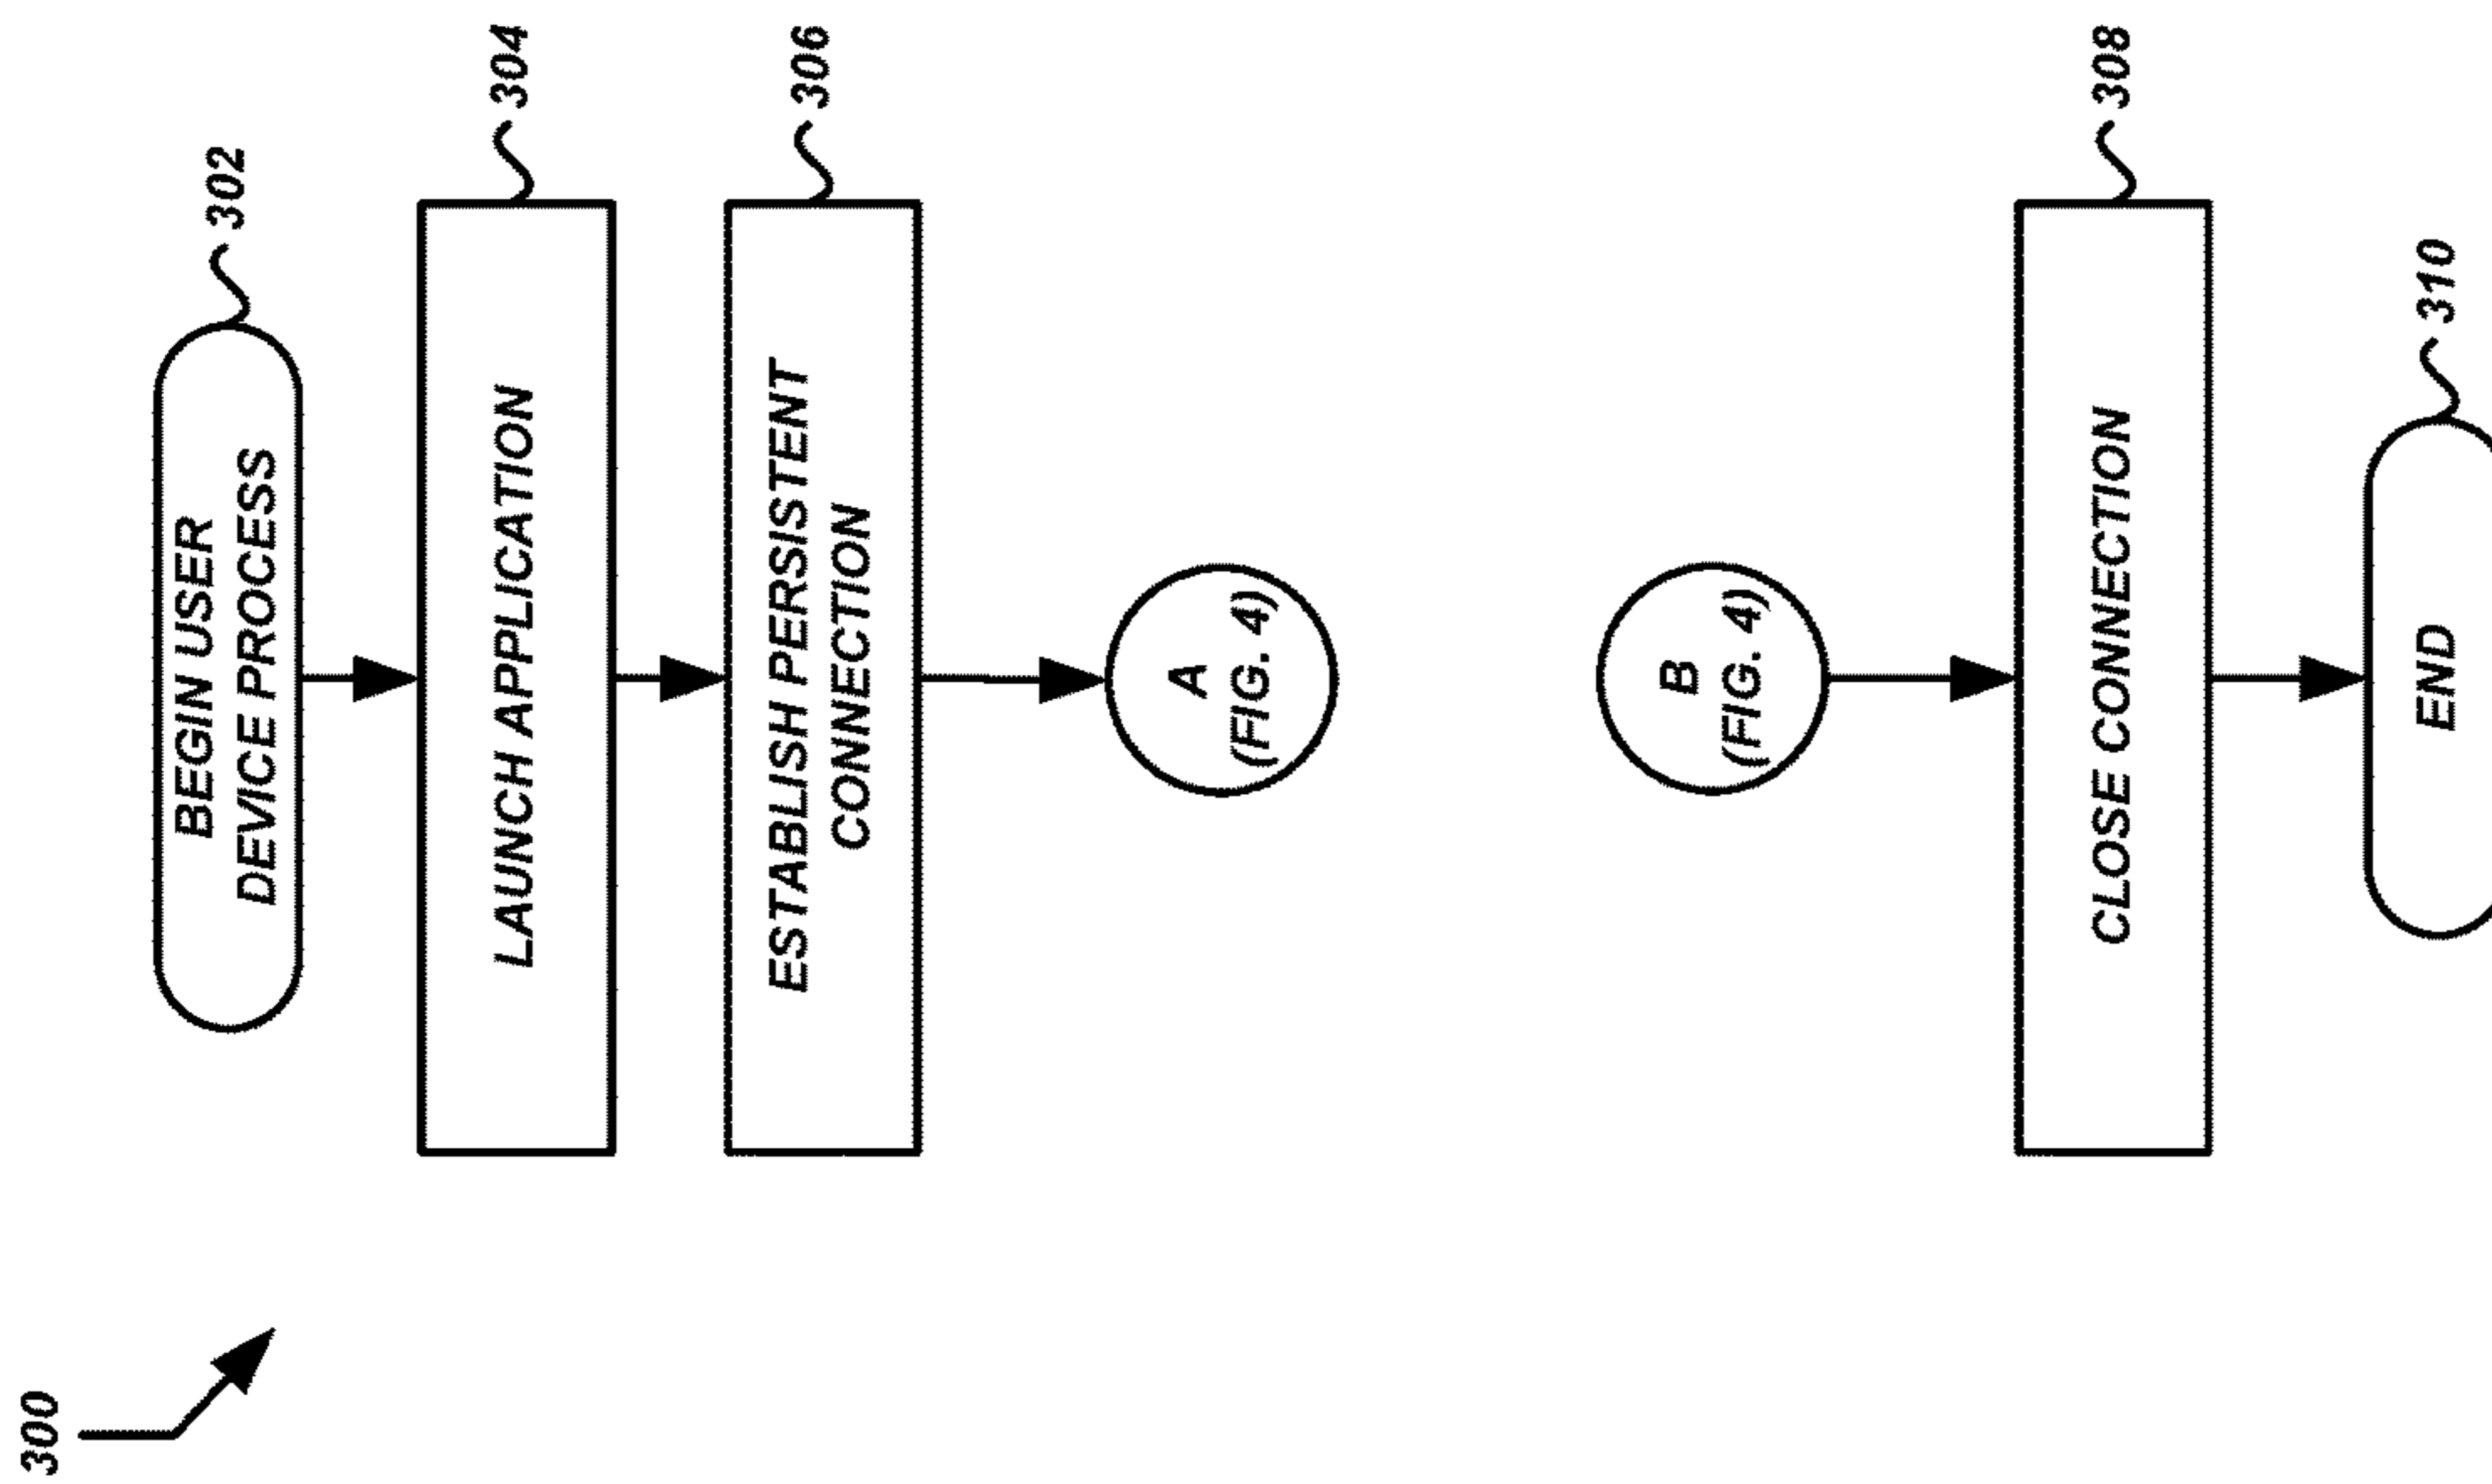 300
302
BEGIN USER
DEVICE PROCESS
304
LAUNCH APPLICATION
306
ESTABLISH PERSISTENT
CONNECTION
A
(FIG. 4)
B
(FIG. 4)
308
CLOSE CONNECTION
310
END